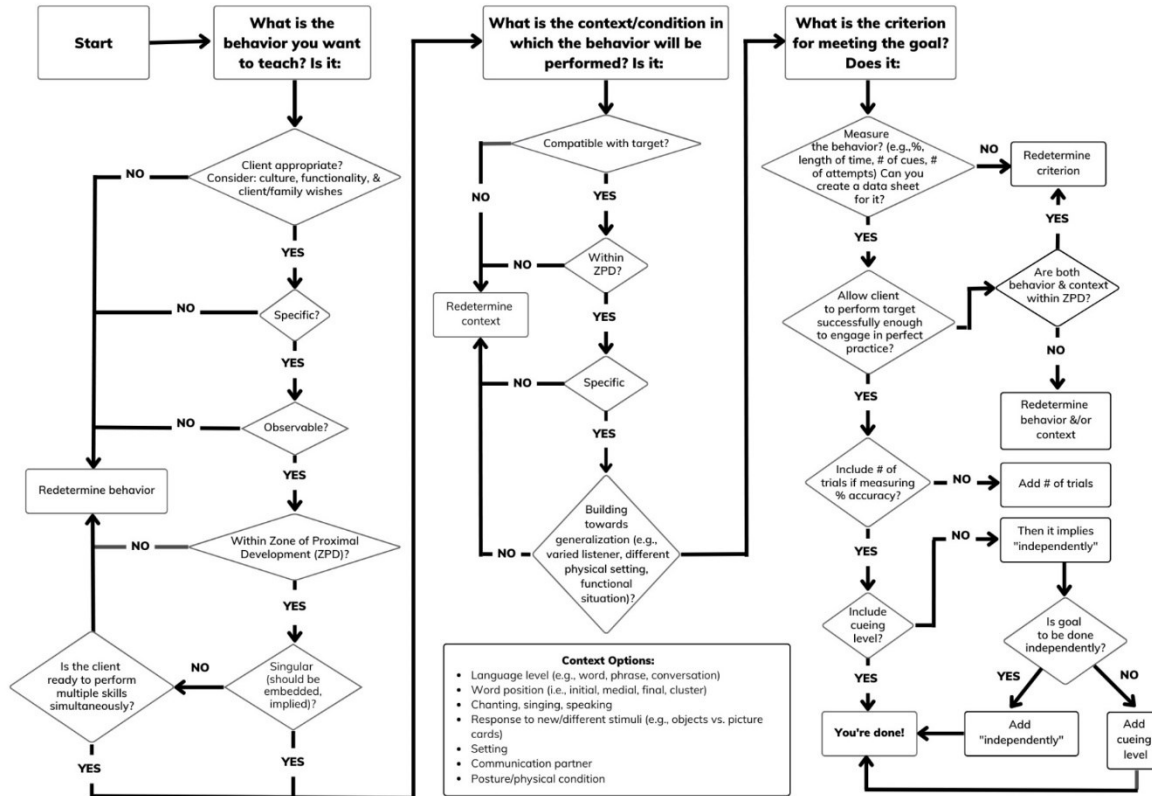 Start
What is the
behavior you want
to teach? Is it:
Client appropriate?
Consider: culture, functionality, &
client/family wishes
NO
YES
Specific?
NO
YES
Observable?
NO
YES
Redetermine behavior
Within Zone of Proximal
Development (ZPD)?
NO
YES
Singular
(should be
embedded,
implied)?
NO
Is the client
ready to perform
multiple skills
simultaneously?
YES
YES
What is the context/condition in
which the behavior will be
performed? Is it:
Compatible with target?
NO
YES
Within
ZPD?
NO
Redetermine
context
YES
Specific
NO
YES
Building
towards
generalization (e.g.,
varied listener, different
physical setting,
functional
situation)?
NO
Context Options:
• Language level (e.g., word, phrase, conversation)
• Word position (i.e., initial, medial, final, cluster)
• Chanting, singing, speaking
• Response to new/different stimuli (e.g., objects vs. picture
cards)
• Setting
• Communication partner
• Posture/physical condition
What is the criterion
for meeting the goal?
Does it:
Measure
the behavior? (e.g.,%,
length of time, # of cues, #
of attempts) Can you
create a data sheet
for it?
NO
Redetermine
criterion
YES
YES
Allow client
to perform target
successfully enough
to engage in perfect
practice?
Are both
behavior &
context
within ZPD?
NO
Redetermine
behavior &/or
context
YES
Include # of
trials if measuring
% accuracy?
NO
Add # of trials
YES
Include
cueing
level?
NO
Then it implies
"independently"
Is goal
to be done
independently?
YES
NO
YES
You're done!
Add
"independently"
Add
cueing
level